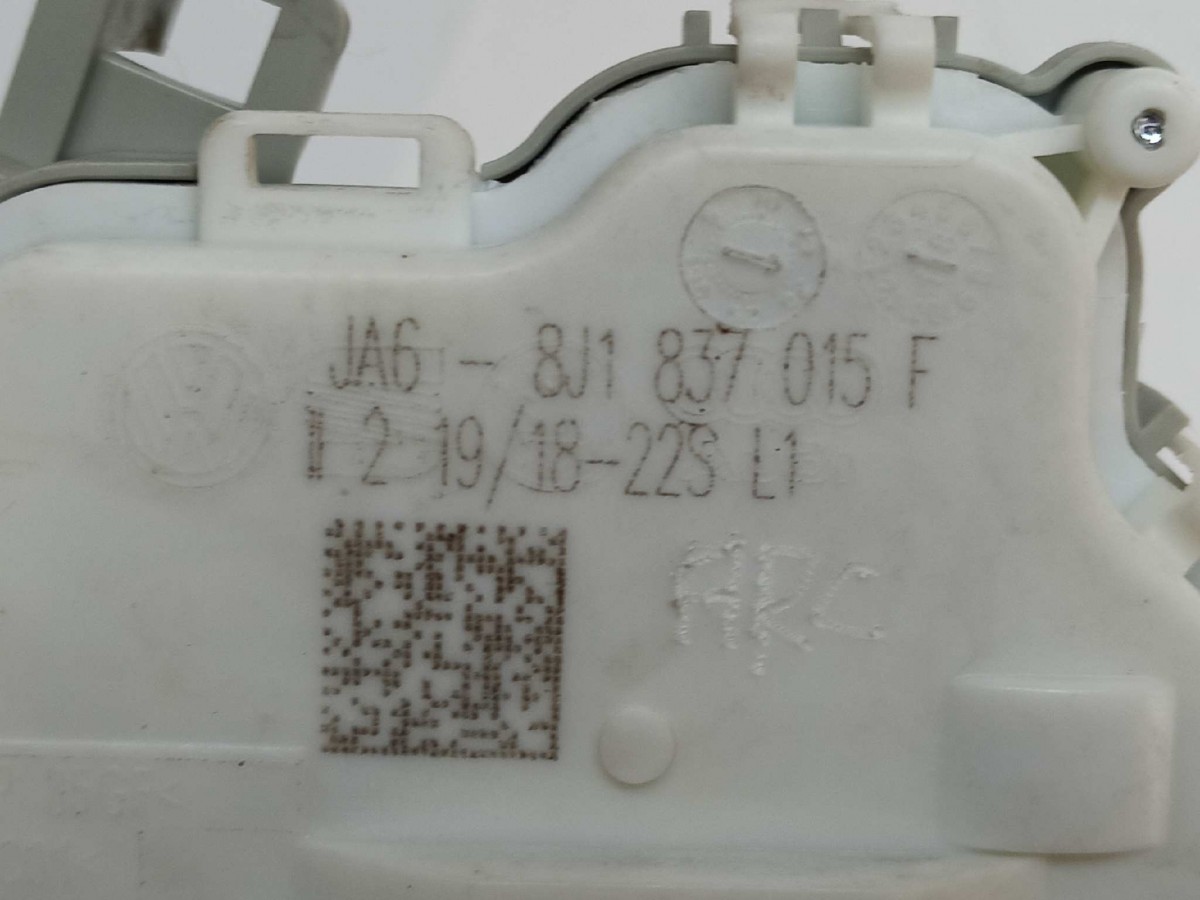 JA6 - 8J1 837 015 F
2 19/18-22S L1
ARC